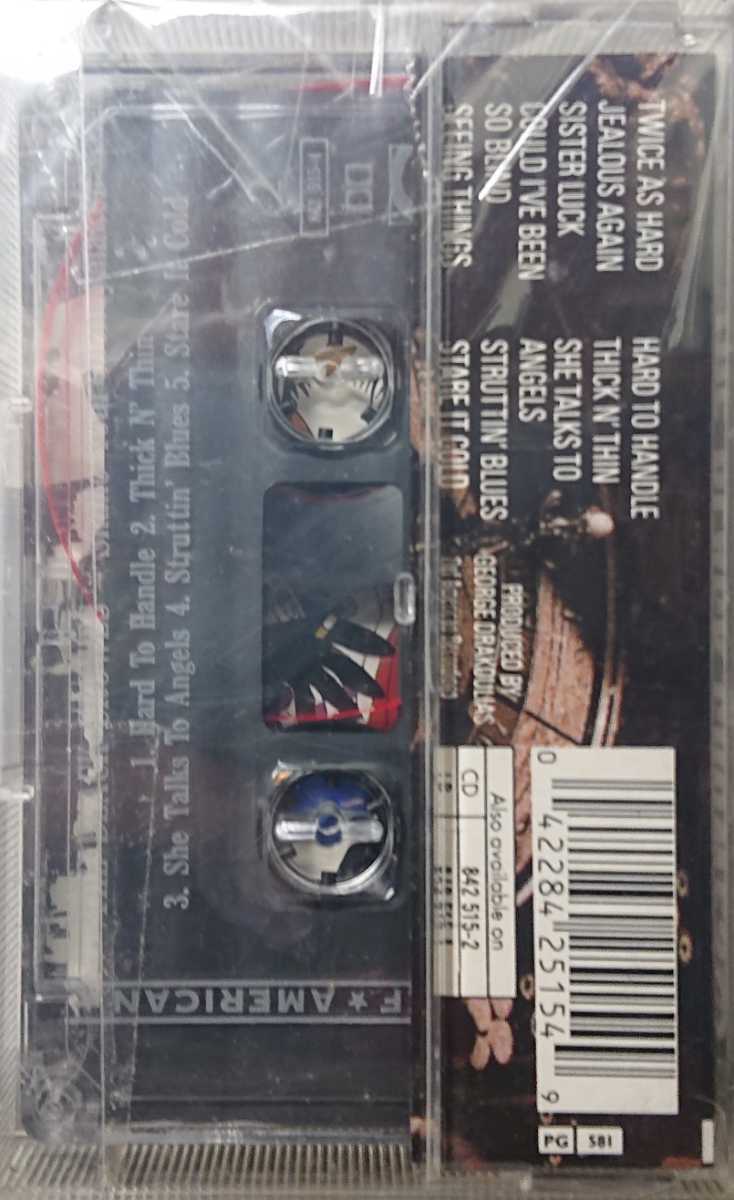 TWICE AS HARD
JEALOUS AGAIN
SISTER LUCK
COULD I'VE BEEN
SO BLIND
SEEING THINGS
HARD TO HANDLE
THICK N' THIN
SHE TALKS TO
ANGELS
STRUTTIN' BLUES
STARE IT COLD
PRODUCED BY
GEORGE DRAKOULIAS
Also available on
CD 842 515-2
0 42284 25154 9
PG 581
1. Hard To Handle 2. Thick N' Thin
3. She Talks To Angels 4. Struttin' Blues 5. Stare It Cold
F★AMERICAN